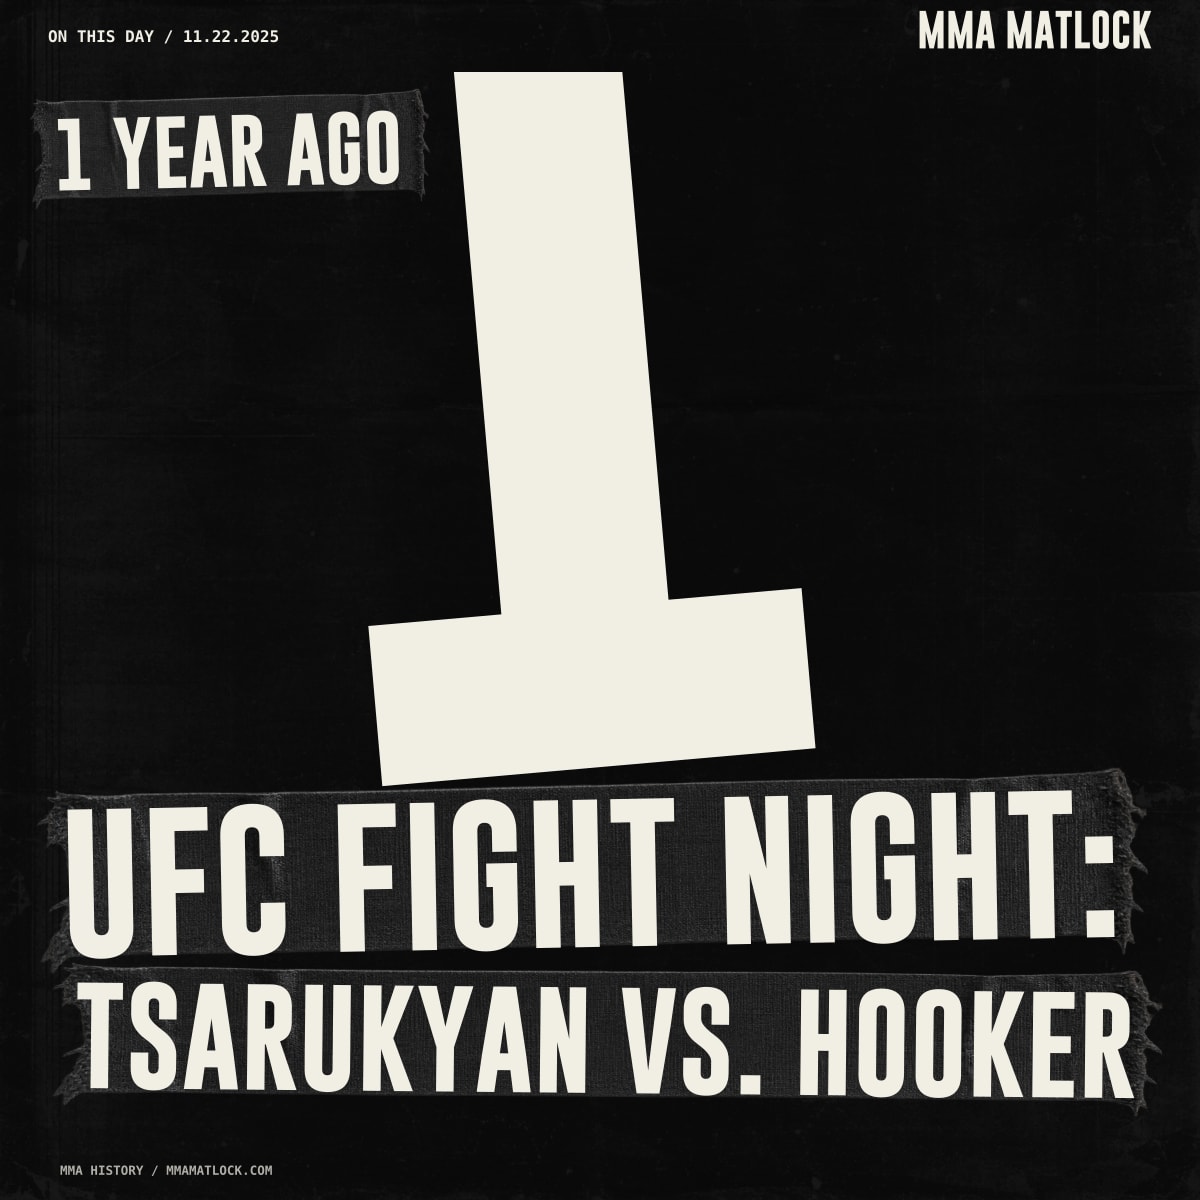 ON THIS DAY / 11.22.2025
MMA MATLOCK
1 YEAR AGO
1
UFC FIGHT NIGHT:
TSARUKYAN VS. HOOKER
MMA HISTORY / MMAMATLOCK.COM